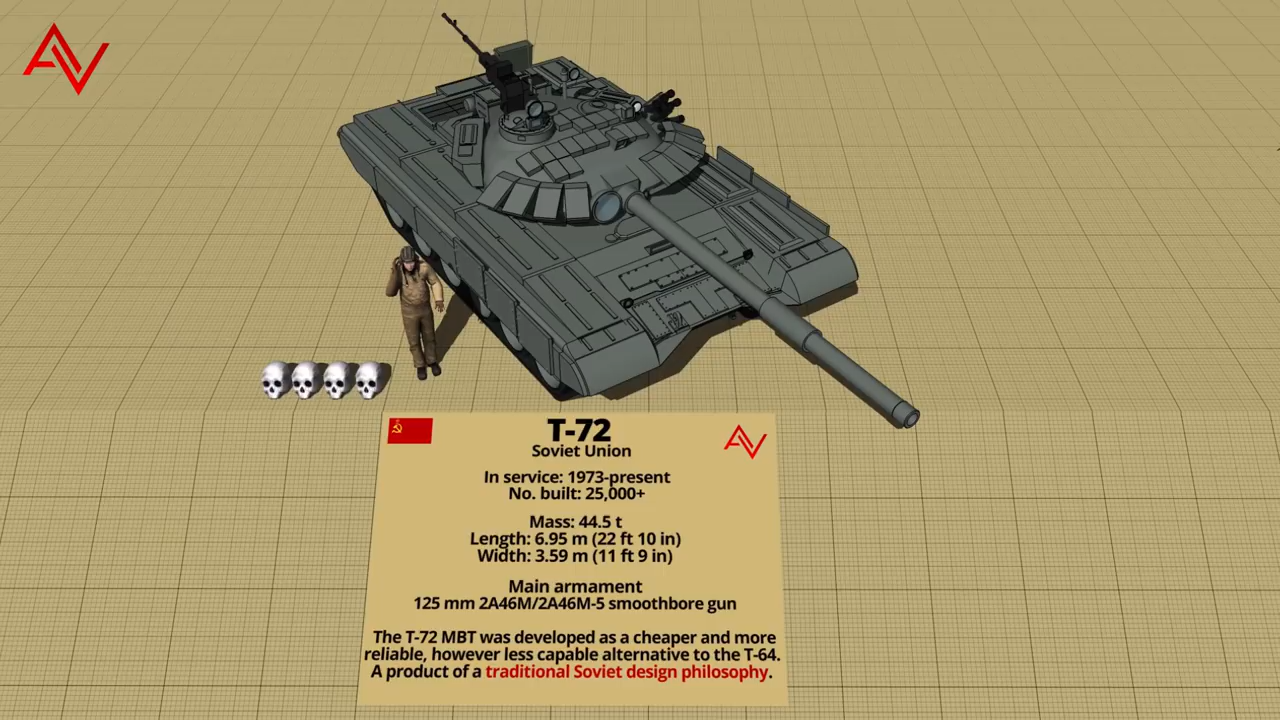 AV
T-72
Soviet Union
In service: 1973-present
No. built: 25,000+
Mass: 44.5 t
Length: 6.95 m (22 ft 10 in)
Width: 3.59 m (11 ft 9 in)
Main armament
125 mm 2A46M/2A46M-5 smoothbore gun
The T-72 MBT was developed as a cheaper and more
reliable, however less capable alternative to the T-64.
A product of a traditional Soviet design philosophy.
AV